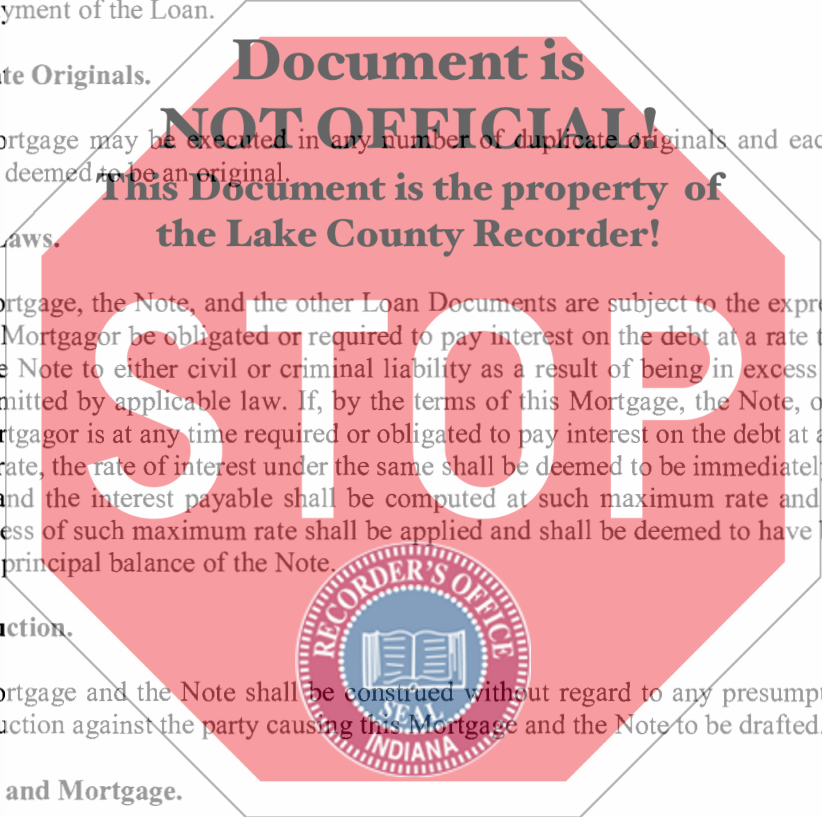 yment of the Loan.
Document is
te Originals.
NOT OFFICIAL!
ortgage may be executed in any number of duplicate originals and eac
deemed to be an original.
This Document is the property of
the Lake County Recorder!
Laws.
ortgage, the Note, and the other Loan Documents are subject to the expre
Mortgagor be obligated or required to pay interest on the debt at a rate t
e Note to either civil or criminal liability as a result of being in excess
mitted by applicable law. If, by the terms of this Mortgage, the Note, o
rtgagor is at any time required or obligated to pay interest on the debt at a
rate, the rate of interest under the same shall be deemed to be immediatel
and the interest payable shall be computed at such maximum rate and
ess of such maximum rate shall be applied and shall be deemed to have b
principal balance of the Note.
STOP
RECORDER'S OFFICE
SEAL
INDIANA
uction.
ortgage and the Note shall be construed without regard to any presumpt
uction against the party causing this Mortgage and the Note to be drafted.
and Mortgage.